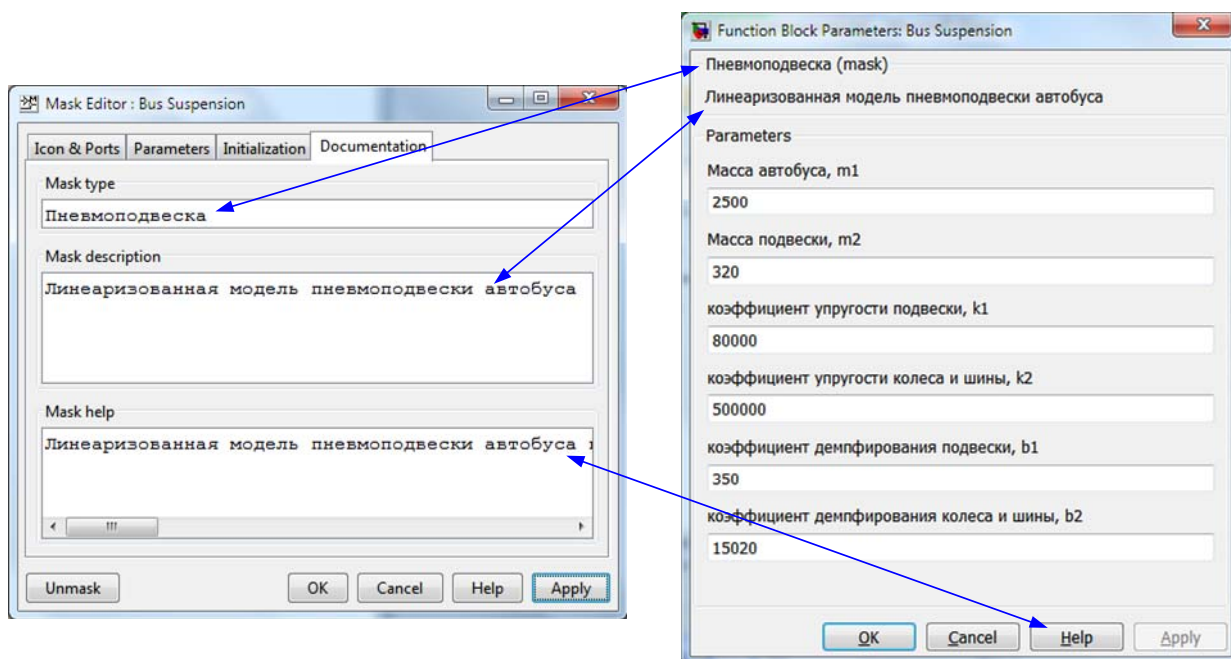 Mask Editor : Bus Suspension
Icon & Ports Parameters Initialization Documentation
Mask type
Пневмоподвеска
Mask description
Линеаризованная модель пневмоподвески автобуса
Mask help
Линеаризованная модель пневмоподвески автобуса
Unmask OK Cancel Help Apply
Function Block Parameters: Bus Suspension
Пневмоподвеска (mask)
Линеаризованная модель пневмоподвески автобуса
Parameters
Масса автобуса, m1
2500
Масса подвески, m2
320
коэффициент упругости подвески, k1
80000
коэффициент упругости колеса и шины, k2
500000
коэффициент демпфирования подвески, b1
350
коэффициент демпфирования колеса и шины, b2
15020
OK Cancel Help Apply